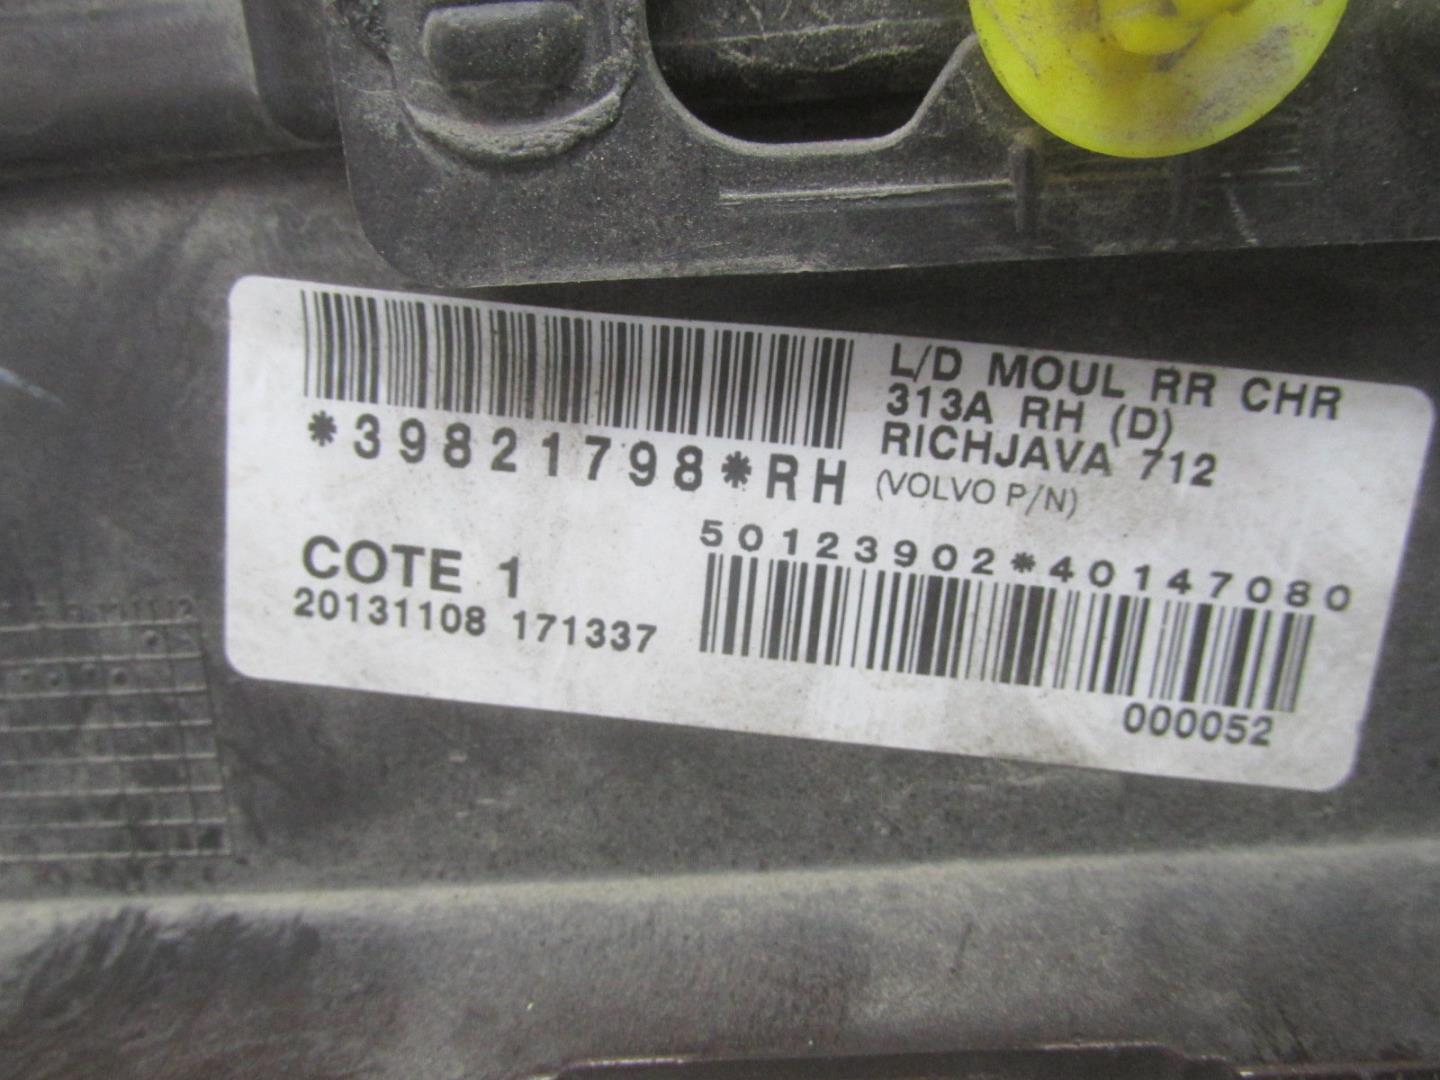 *39821798*RH
L/D MOUL RR CHR
313A RH (D)
RICHJAVA 712
(VOLVO P/N)
50123902*40147080
COTE 1
20131108 171337
000052